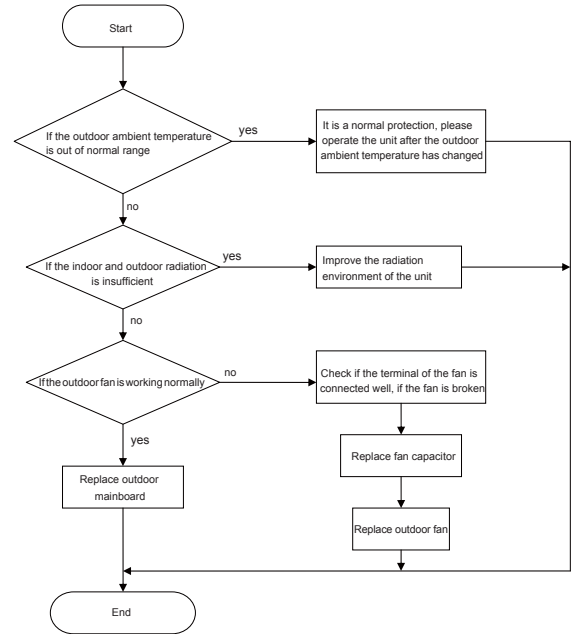 Start
If the outdoor ambient temperature
is out of normal range
yes
It is a normal protection, please
operate the unit after the outdoor
ambient temperature has changed
no
If the indoor and outdoor radiation
is insufficient
yes
Improve the radiation
environment of the unit
no
If the outdoor fan is working normally
no
Check if the terminal of the fan is
connected well, if the fan is broken
yes
Replace fan capacitor
Replace outdoor
mainboard
Replace outdoor fan
End